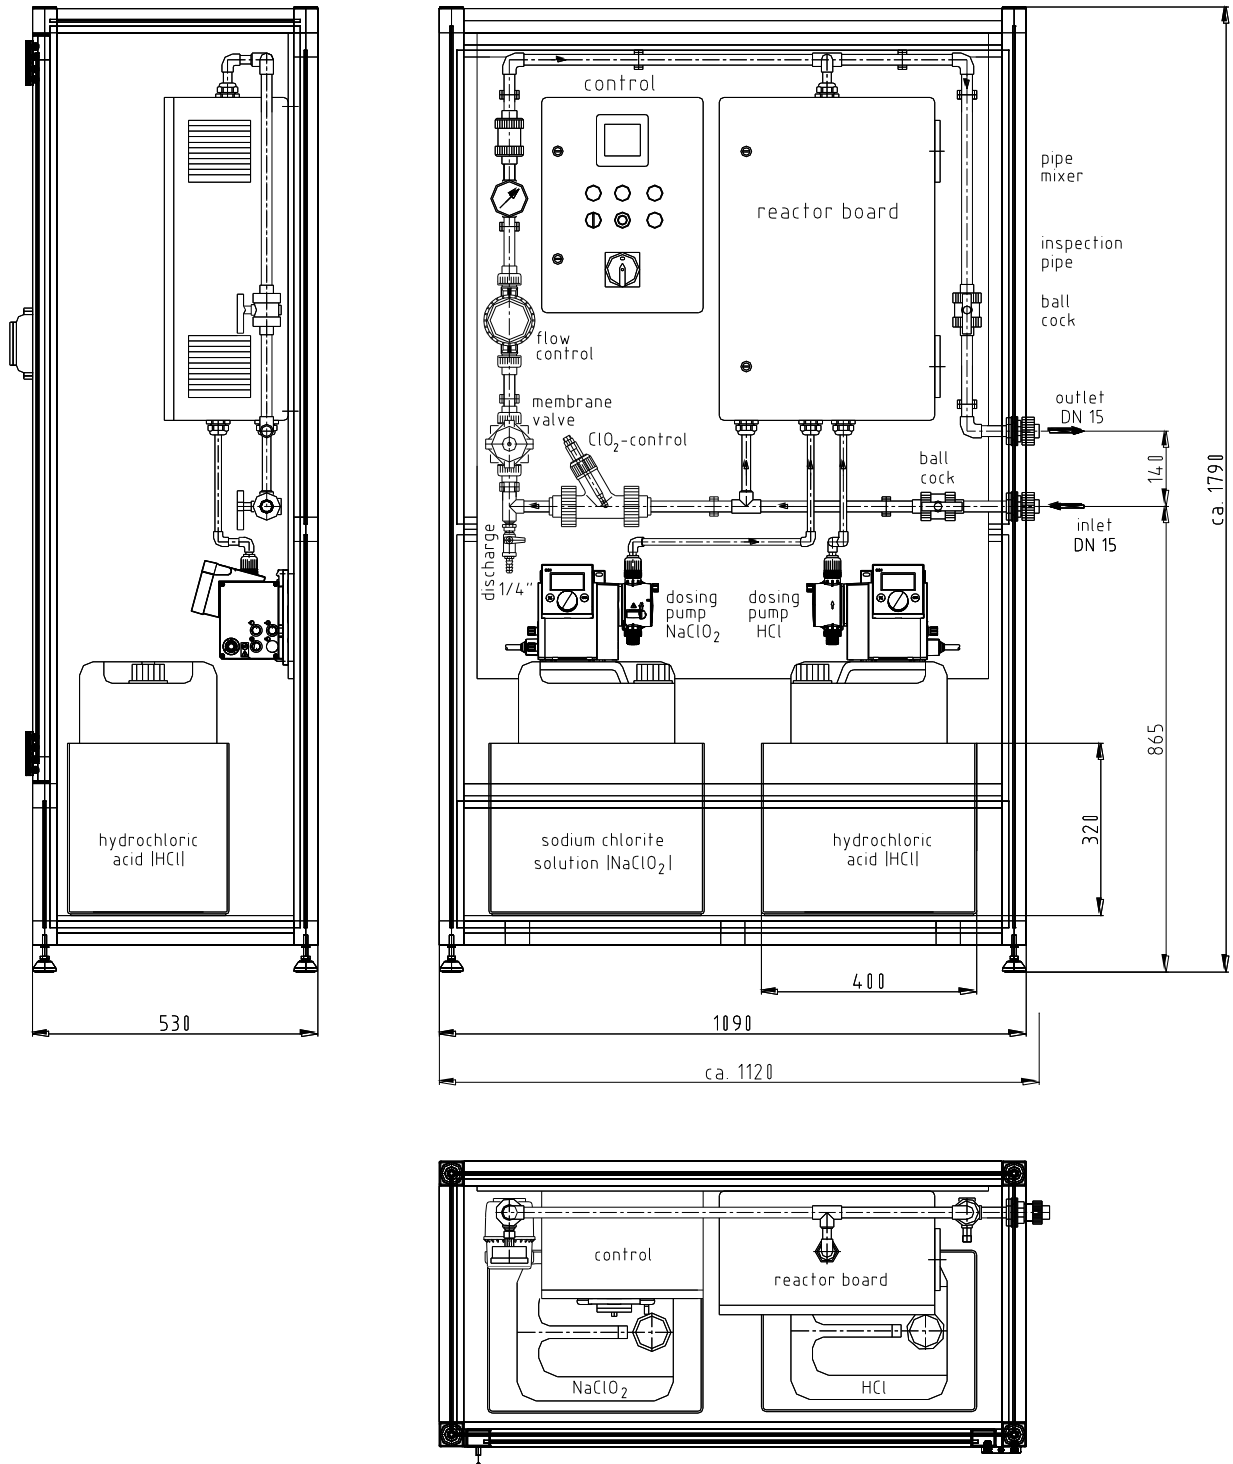 control
reactor board
pipe
mixer
inspection
pipe
ball
cock
flow
control
outlet
DN 15
membrane
valve
ClO2-control
ball
cock
140
ca. 1790
inlet
DN 15
discharge
1/4"
dosing
pump
NaClO2
dosing
pump
HCl
865
320
hydrochloric
acid |HCl|
sodium chlorite
solution |NaClO2|
hydrochloric
acid |HCl|
400
530
1090
ca. 1120
control
reactor board
NaClO2
HCl